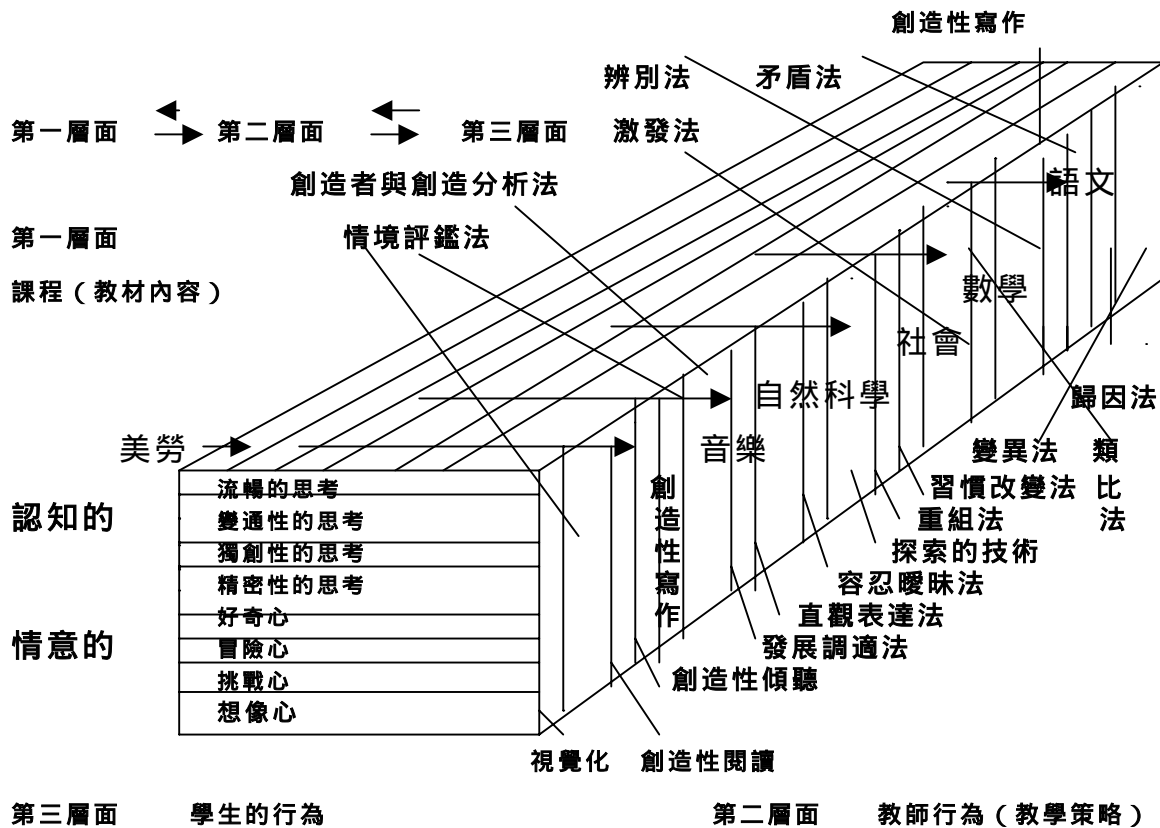 創造性寫作
辨別法 矛盾法
第一層面 第二層面 第三層面 激發法
創造者與創造分析法
語文
第一層面 情境評鑑法
課程（教材內容）
數學
社會
自然科學
歸因法
美勞
音樂
變異法
類比法
習慣改變法
重組法
探索的技術
容忍曖昧法
直觀表達法
發展調適法
創造性傾聽
創造性寫作
認知的
流暢的思考
變通性的思考
獨創性的思考
精密性的思考
情意的
好奇心
冒險心
挑戰心
想像心
視覺化 創造性閱讀
第三層面 學生的行為 第二層面 教師行為（教學策略）